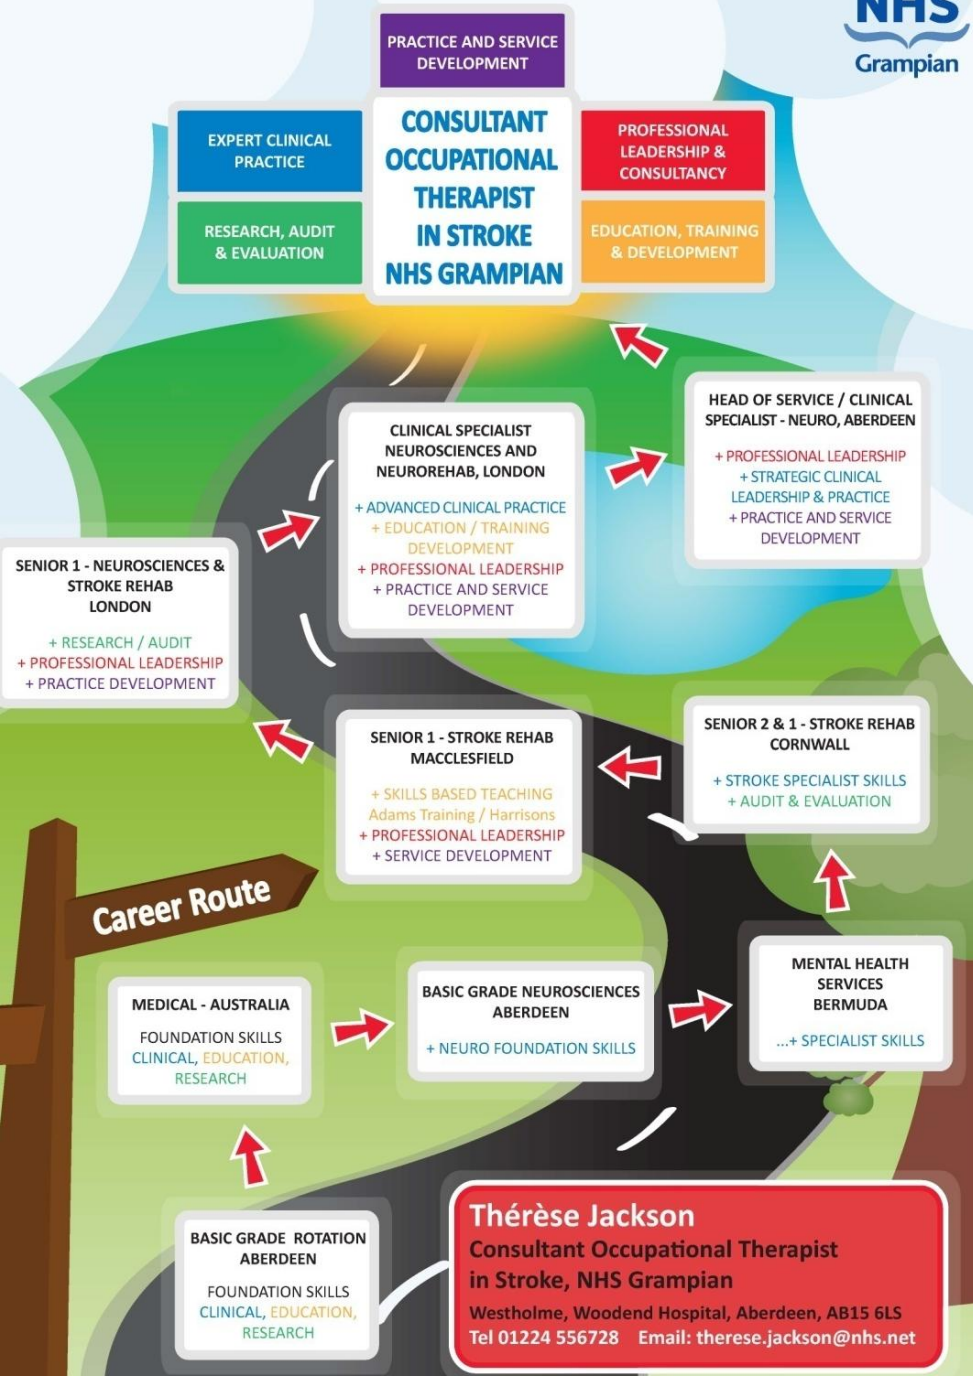 NHS
Grampian
PRACTICE AND SERVICE
DEVELOPMENT
EXPERT CLINICAL
PRACTICE
RESEARCH, AUDIT
& EVALUATION
CONSULTANT
OCCUPATIONAL
THERAPIST
IN STROKE
NHS GRAMPIAN
PROFESSIONAL
LEADERSHIP &
CONSULTANCY
EDUCATION, TRAINING
& DEVELOPMENT
HEAD OF SERVICE / CLINICAL
SPECIALIST - NEURO, ABERDEEN
+ PROFESSIONAL LEADERSHIP
+ STRATEGIC CLINICAL
LEADERSHIP & PRACTICE
+ PRACTICE AND SERVICE
DEVELOPMENT
CLINICAL SPECIALIST
NEUROSCIENCES AND
NEUROREHAB, LONDON
+ ADVANCED CLINICAL PRACTICE
+ EDUCATION / TRAINING
DEVELOPMENT
+ PROFESSIONAL LEADERSHIP
+ PRACTICE AND SERVICE
DEVELOPMENT
SENIOR 1 - NEUROSCIENCES &
STROKE REHAB
LONDON
+ RESEARCH / AUDIT
+ PROFESSIONAL LEADERSHIP
+ PRACTICE DEVELOPMENT
SENIOR 1 - STROKE REHAB
MACCLESFIELD
+ SKILLS BASED TEACHING
Adams Training / Harrisons
+ PROFESSIONAL LEADERSHIP
+ SERVICE DEVELOPMENT
SENIOR 2 & 1 - STROKE REHAB
CORNWALL
+ STROKE SPECIALIST SKILLS
+ AUDIT & EVALUATION
Career Route
MEDICAL - AUSTRALIA
FOUNDATION SKILLS
CLINICAL, EDUCATION,
RESEARCH
BASIC GRADE NEUROSCIENCES
ABERDEEN
+ NEURO FOUNDATION SKILLS
MENTAL HEALTH
SERVICES
BERMUDA
...+ SPECIALIST SKILLS
BASIC GRADE ROTATION
ABERDEEN
FOUNDATION SKILLS
CLINICAL, EDUCATION,
RESEARCH
Thérèse Jackson
Consultant Occupational Therapist
in Stroke, NHS Grampian
Westholme, Woodend Hospital, Aberdeen, AB15 6LS
Tel 01224 556728 Email: therese.jackson@nhs.net